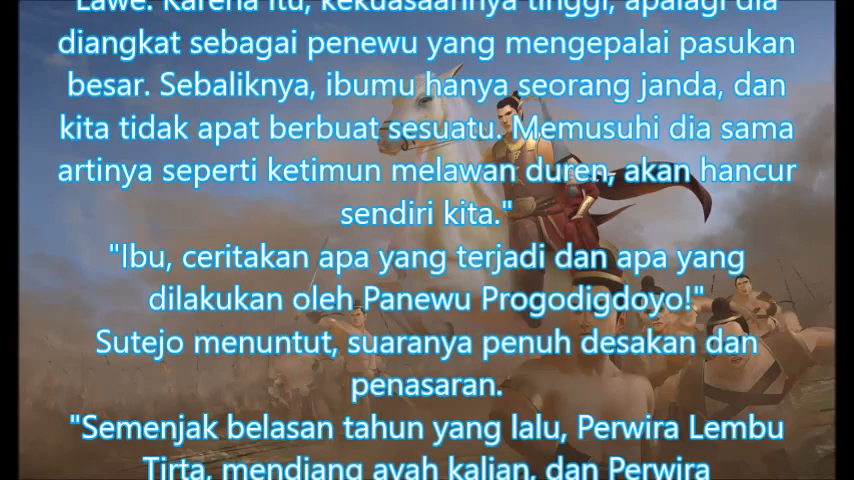 Lawe. Karena itu, kekuasaannya tinggi, apalagi dia
diangkat sebagai penewu yang mengepalai pasukan
besar. Sebaliknya, ibumu hanya seorang janda, dan
kita tidak apat berbuat sesuatu. Memusuhi dia sama
artinya seperti ketimun melawan duren, akan hancur
sendiri kita."
"Ibu, ceritakan apa yang terjadi dan apa yang
dilakukan oleh Panewu Progodigdoyo!"
Sutejo menuntut, suaranya penuh desakan dan
penasaran.
"Semenjak belasan tahun yang lalu, Perwira Lembu
Tirta, mendiang ayah kalian, dan Perwira